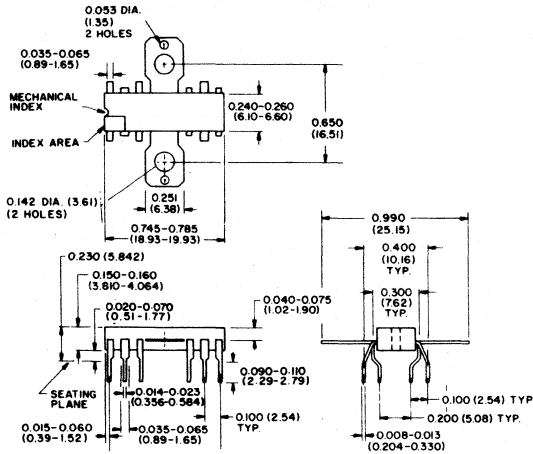 0.053 DIA.
(1.35)
2 HOLES
0.035-0.065
(0.89-1.65)
MECHANICAL
INDEX
INDEX AREA
0.240-0.260
(6.10-6.60)
0.650
(16.51)
0.142 DIA. (3.61)
(2 HOLES)
0.251
(6.38)
0.745-0.785
(18.93-19.93)
0.990
(25.15)
0.230 (5.842)
0.150-0.160
(3.810-4.064)
0.400
(10.16)
TYP.
0.300
(7.62)
TYP.
0.020-0.070
(0.51-1.77)
0.040-0.075
(1.02-1.90)
0.090-0.110
(2.29-2.79)
SEATING
PLANE
0.014-0.023
(0.356-0.584)
0.100 (2.54)
TYP.
0.100 (2.54) TYP
0.200 (5.08) TYP.
0.015-0.060
(0.39-1.52)
0.035-0.065
(0.89-1.65)
0.008-0.013
(0.204-0.330)